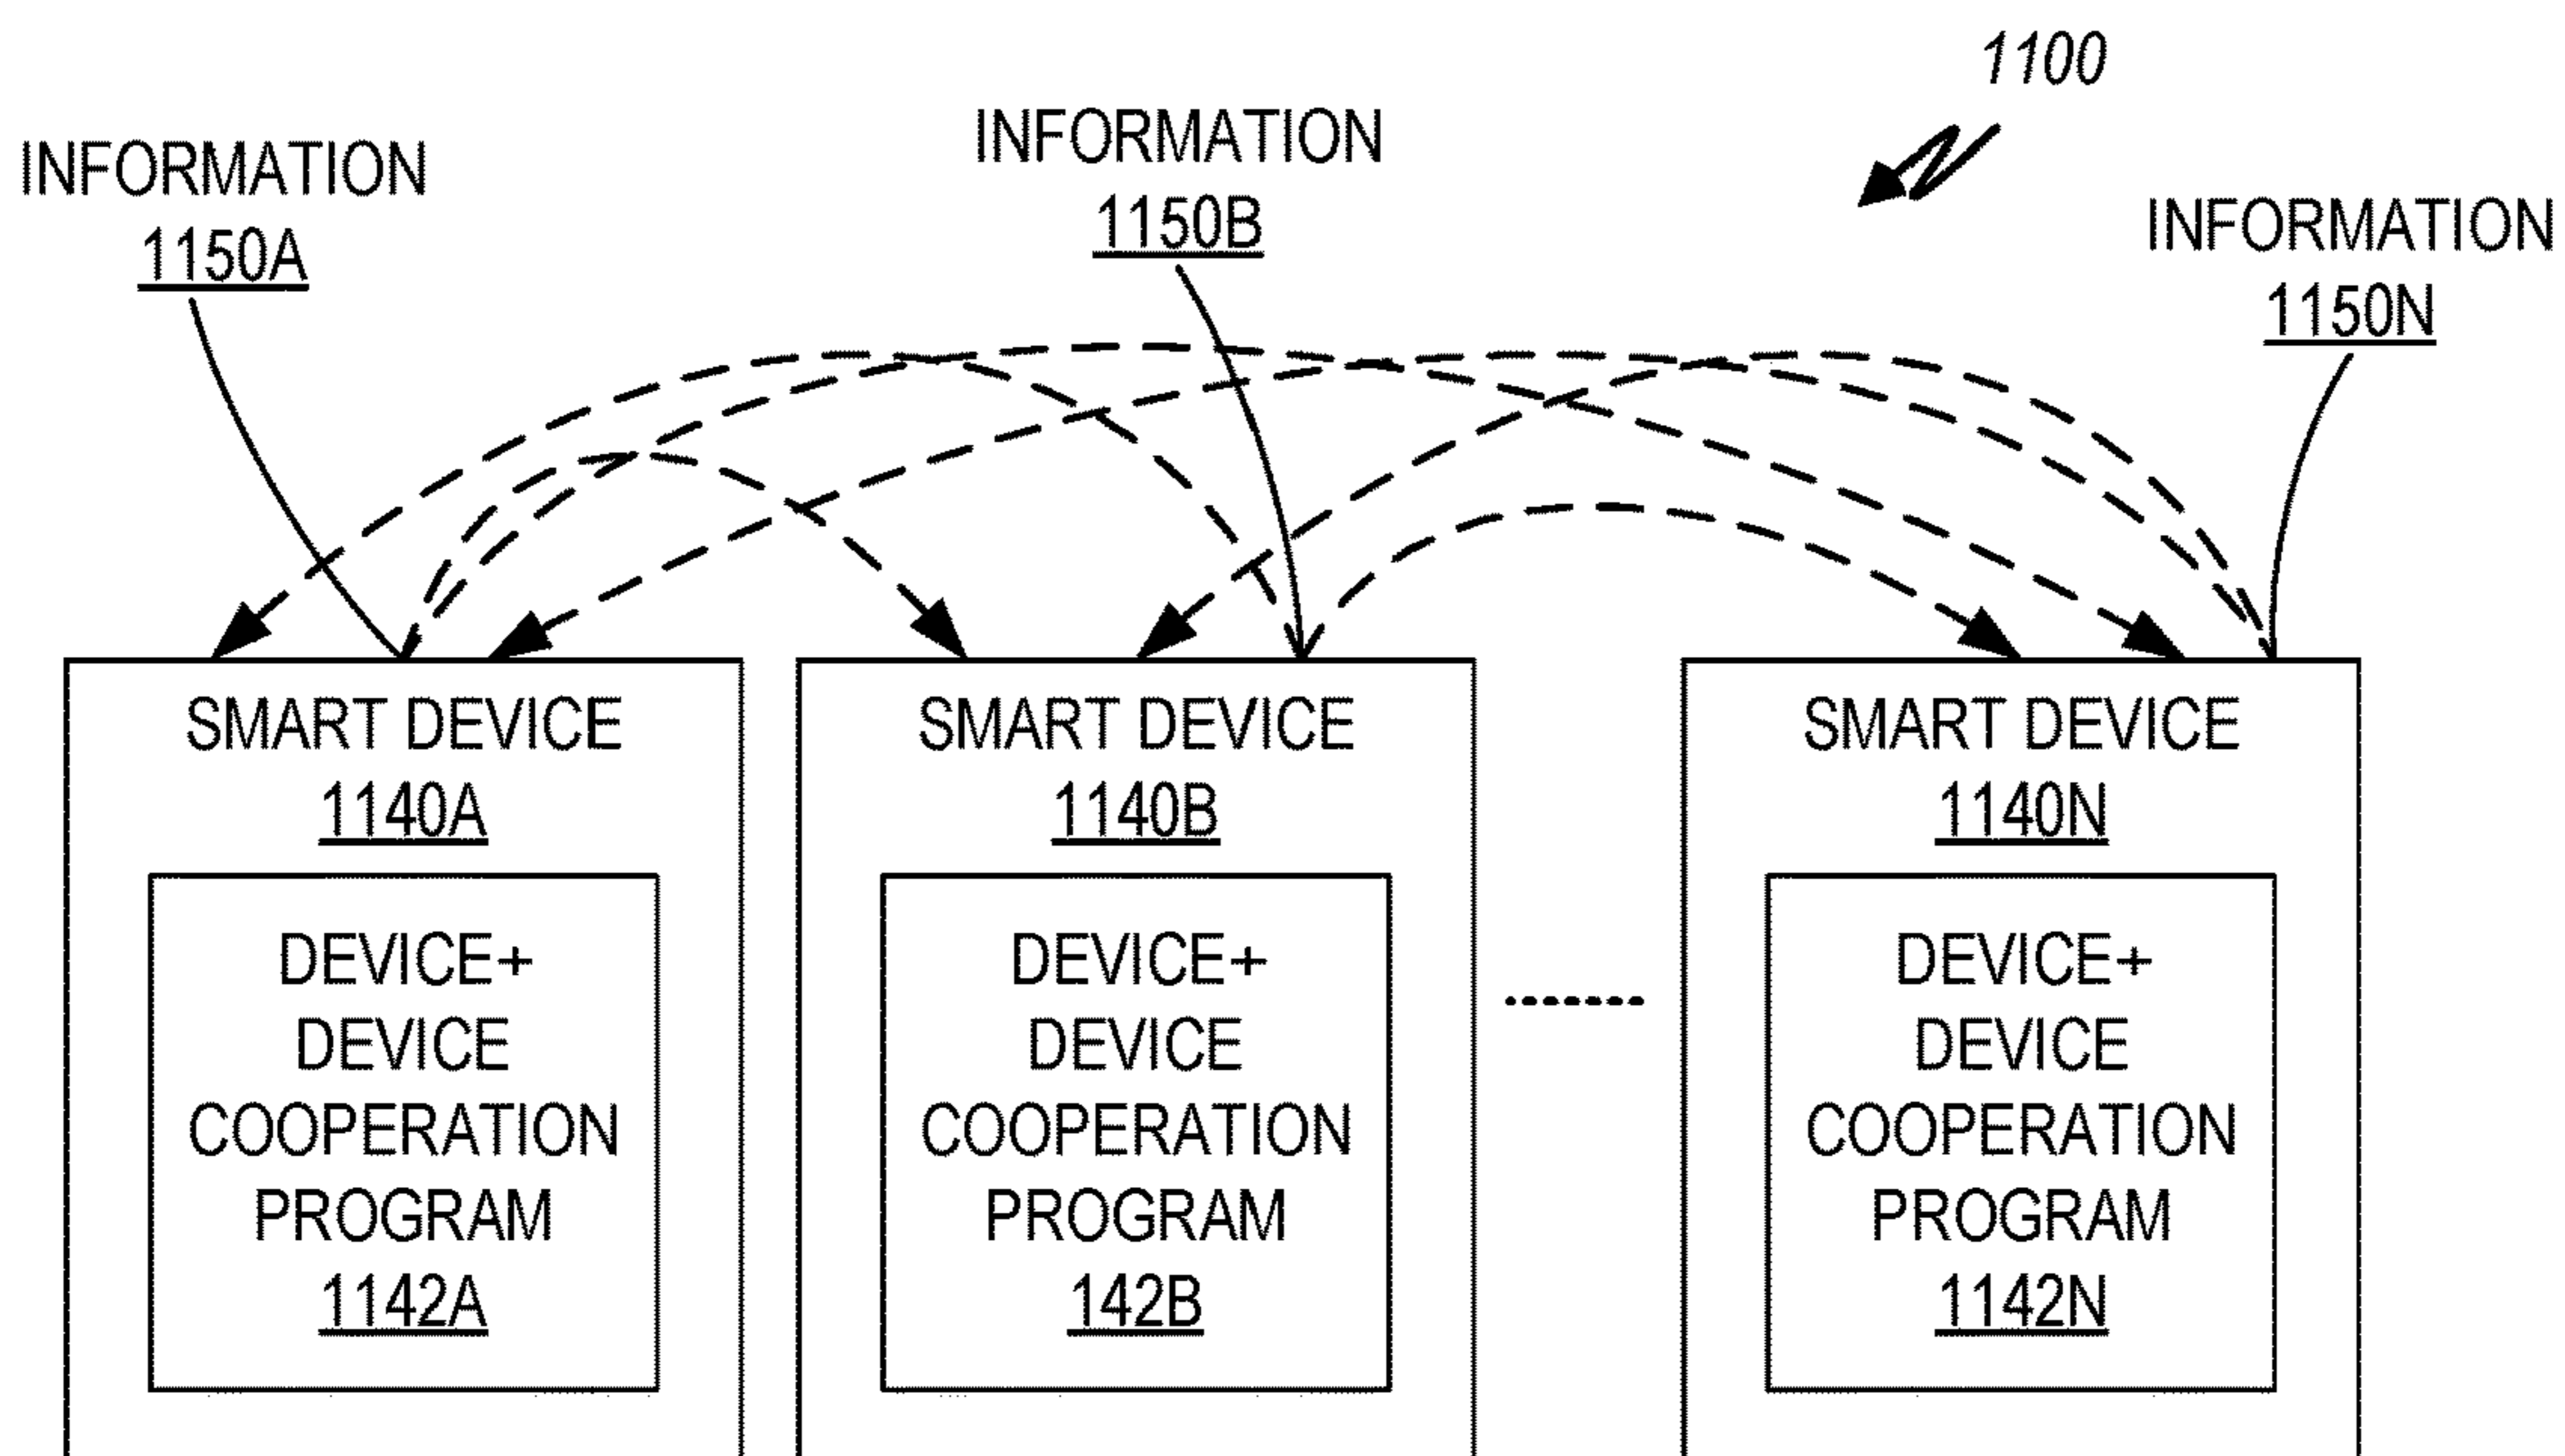 1100
INFORMATION
1150A
INFORMATION
1150B
INFORMATION
1150N
SMART DEVICE
1140A
DEVICE+
DEVICE
COOPERATION
PROGRAM
1142A
SMART DEVICE
1140B
DEVICE+
DEVICE
COOPERATION
PROGRAM
142B
SMART DEVICE
1140N
DEVICE+
DEVICE
COOPERATION
PROGRAM
1142N